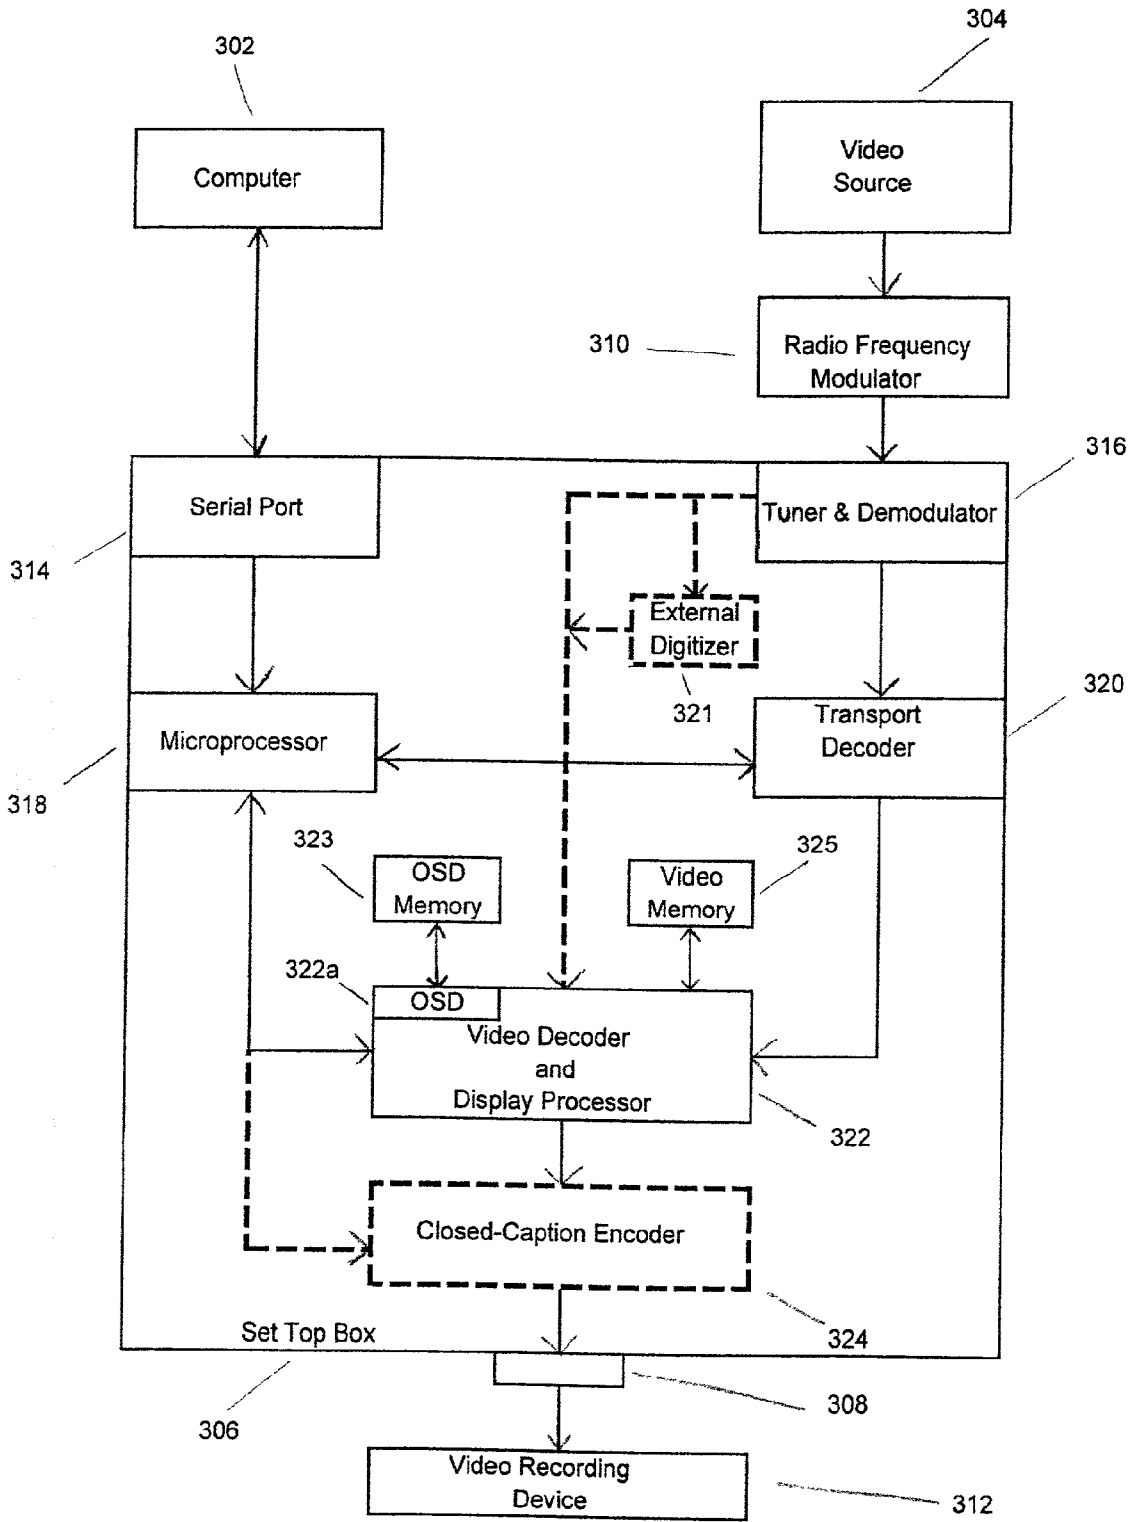 304
302
Video
Source
Computer
310
Radio Frequency
Modulator
316
Serial Port
Tuner & Demodulator
314
External
Digitizer
321
320
Transport
Decoder
Microprocessor
318
323
325
OSD
Memory
Video
Memory
322a
OSD
Video Decoder
and
Display Processor
322
Closed-Caption Encoder
324
Set Top Box
308
306
Video Recording
Device
312